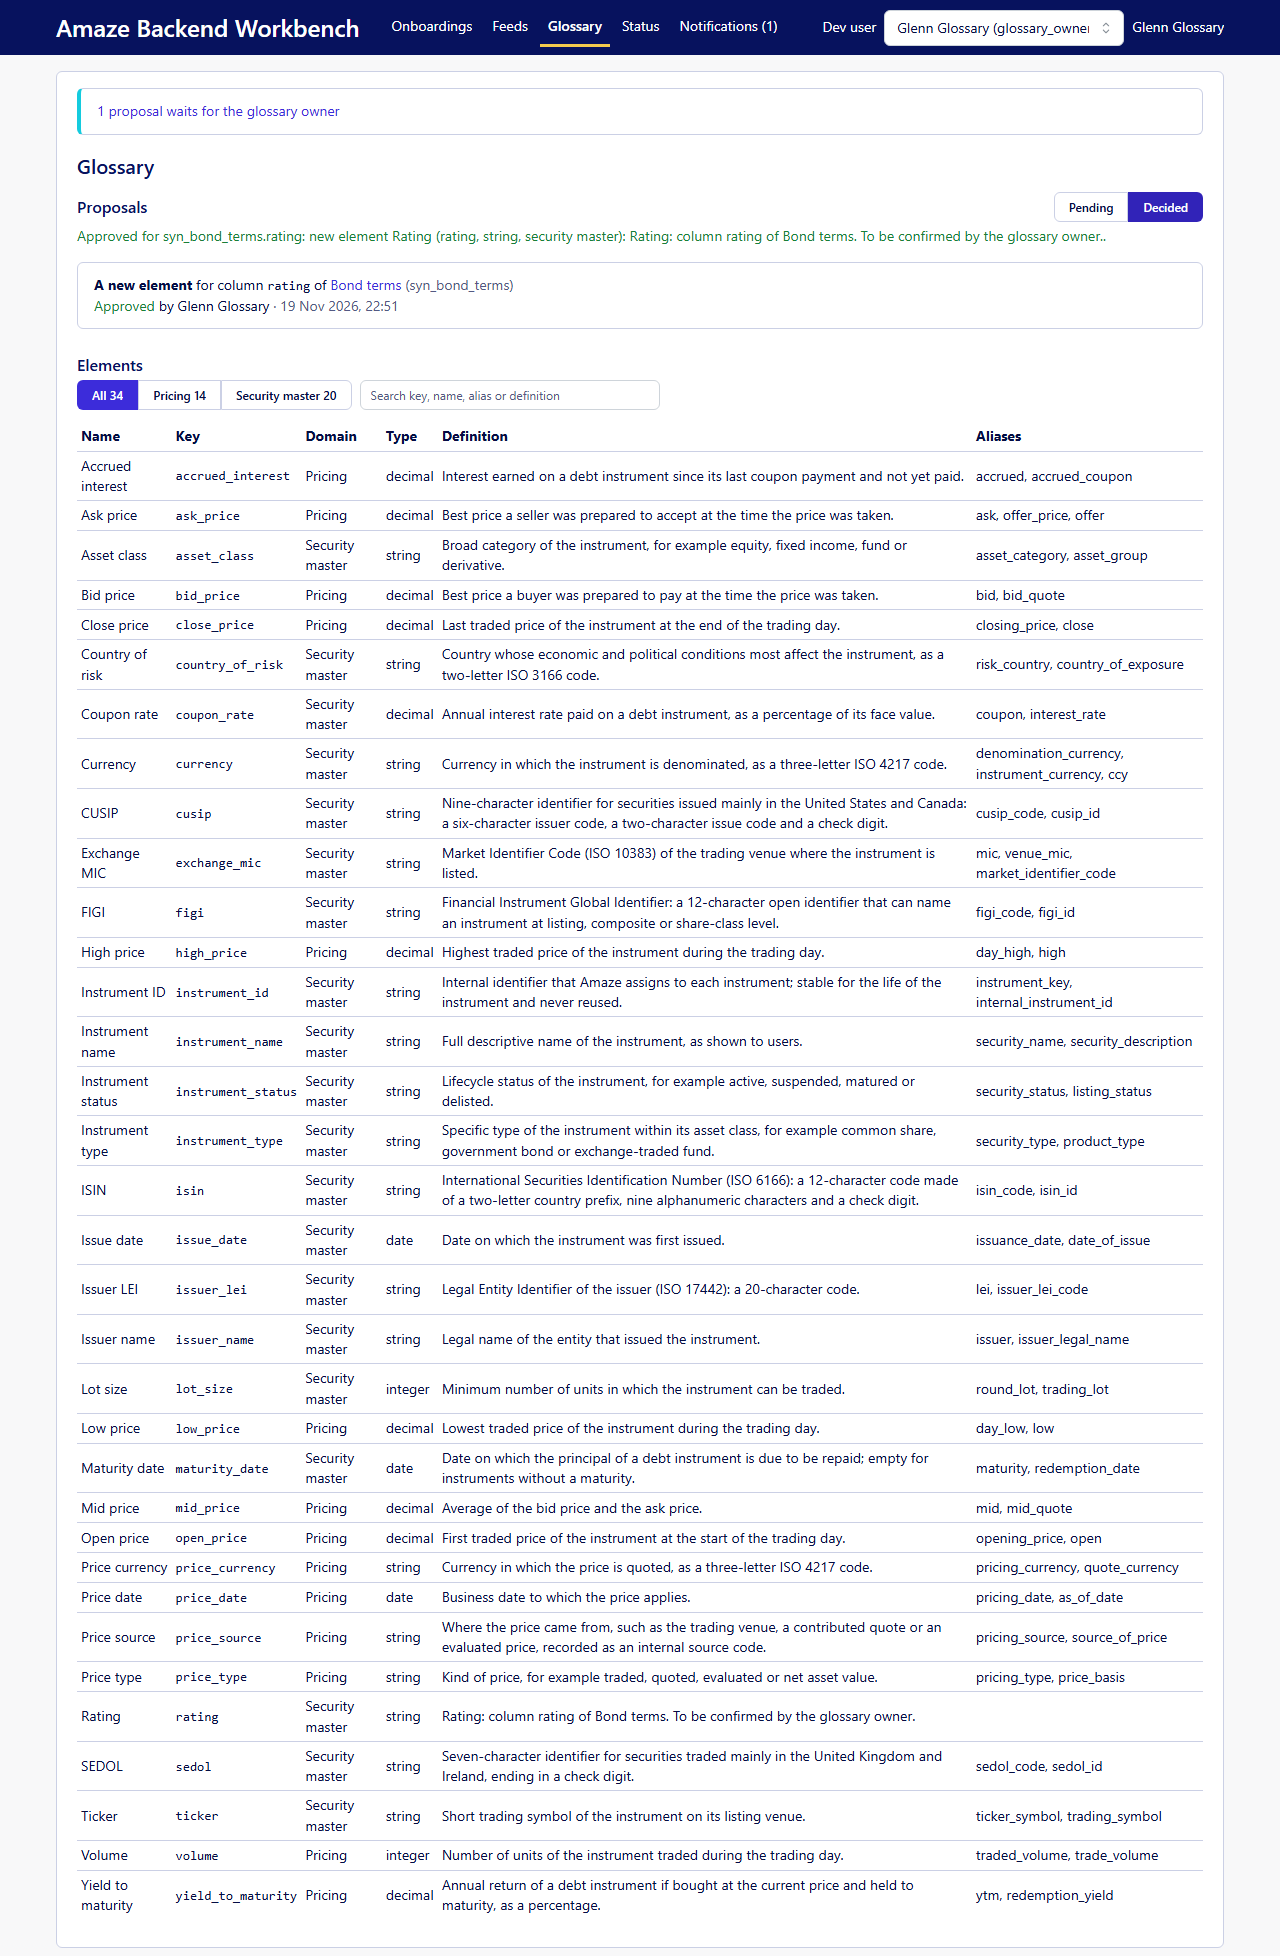 Amaze Backend Workbench
Onboardings
Feeds
Glossary
Status
Notifications (1)
Dev user
Glenn Glossary (glossary_owner
Glenn Glossary
1 proposal waits for the glossary owner
Glossary
Proposals
Pending
Decided
Approved for syn_bond_terms.rating: new element Rating (rating, string, security master): Rating: column rating of Bond terms. To be confirmed by the glossary owner..
A new element for column rating of Bond terms (syn_bond_terms)
Approved by Glenn Glossary · 19 Nov 2026, 22:51
Elements
All 34
Pricing 14
Security master 20
Search key, name, alias or definition
Name Key Domain Type Definition Aliases
Accrued interest accrued_interest Pricing decimal Interest earned on a debt instrument since its last coupon payment and not yet paid. accrued, accrued_coupon
Ask price ask_price Pricing decimal Best price a seller was prepared to accept at the time the price was taken. ask, offer_price, offer
Asset class asset_class Security master string Broad category of the instrument, for example equity, fixed income, fund or derivative. asset_category, asset_group
Bid price bid_price Pricing decimal Best price a buyer was prepared to pay at the time the price was taken. bid, bid_quote
Close price close_price Pricing decimal Last traded price of the instrument at the end of the trading day. closing_price, close
Country of risk country_of_risk Security master string Country whose economic and political conditions most affect the instrument, as a two-letter ISO 3166 code. risk_country, country_of_exposure
Coupon rate coupon_rate Security master decimal Annual interest rate paid on a debt instrument, as a percentage of its face value. coupon, interest_rate
Currency currency Security master string Currency in which the instrument is denominated, as a three-letter ISO 4217 code. denomination_currency, instrument_currency, ccy
CUSIP cusip Security master string Nine-character identifier for securities issued mainly in the United States and Canada: a six-character issuer code, a two-character issue code and a check digit. cusip_code, cusip_id
Exchange MIC exchange_mic Security master string Market Identifier Code (ISO 10383) of the trading venue where the instrument is listed. mic, venue_mic, market_identifier_code
FIGI figi Security master string Financial Instrument Global Identifier: a 12-character open identifier that can name an instrument at listing, composite or share-class level. figi_code, figi_id
High price high_price Pricing decimal Highest traded price of the instrument during the trading day. day_high, high
Instrument ID instrument_id Security master string Internal identifier that Amaze assigns to each instrument; stable for the life of the instrument and never reused. instrument_key, internal_instrument_id
Instrument name instrument_name Security master string Full descriptive name of the instrument, as shown to users. security_name, security_description
Instrument status instrument_status Security master string Lifecycle status of the instrument, for example active, suspended, matured or delisted. security_status, listing_status
Instrument type instrument_type Security master string Specific type of the instrument within its asset class, for example common share, government bond or exchange-traded fund. security_type, product_type
ISIN isin Security master string International Securities Identification Number (ISO 6166): a 12-character code made of a two-letter country prefix, nine alphanumeric characters and a check digit. isin_code, isin_id
Issue date issue_date Security master date Date on which the instrument was first issued. issuance_date, date_of_issue
Issuer LEI issuer_lei Security master string Legal Entity Identifier of the issuer (ISO 17442): a 20-character code. lei, issuer_lei_code
Issuer name issuer_name Security master string Legal name of the entity that issued the instrument. issuer, issuer_legal_name
Lot size lot_size Security master integer Minimum number of units in which the instrument can be traded. round_lot, trading_lot
Low price low_price Pricing decimal Lowest traded price of the instrument during the trading day. day_low, low
Maturity date maturity_date Security master date Date on which the principal of a debt instrument is due to be repaid; empty for instruments without a maturity. maturity, redemption_date
Mid price mid_price Pricing decimal Average of the bid price and the ask price. mid, mid_quote
Open price open_price Pricing decimal First traded price of the instrument at the start of the trading day. opening_price, open
Price currency price_currency Pricing string Currency in which the price is quoted, as a three-letter ISO 4217 code. pricing_currency, quote_currency
Price date price_date Pricing date Business date to which the price applies. pricing_date, as_of_date
Price source price_source Pricing string Where the price came from, such as the trading venue, a contributed quote or an evaluated price, recorded as an internal source code. pricing_source, source_of_price
Price type price_type Pricing string Kind of price, for example traded, quoted, evaluated or net asset value. pricing_type, price_basis
Rating rating Security master string Rating: column rating of Bond terms. To be confirmed by the glossary owner.
SEDOL sedol Security master string Seven-character identifier for securities traded mainly in the United Kingdom and Ireland, ending in a check digit. sedol_code, sedol_id
Ticker ticker Security master string Short trading symbol of the instrument on its listing venue. ticker_symbol, trading_symbol
Volume volume Pricing integer Number of units of the instrument traded during the trading day. traded_volume, trade_volume
Yield to maturity yield_to_maturity Pricing decimal Annual return of a debt instrument if bought at the current price and held to maturity, as a percentage. ytm, redemption_yield